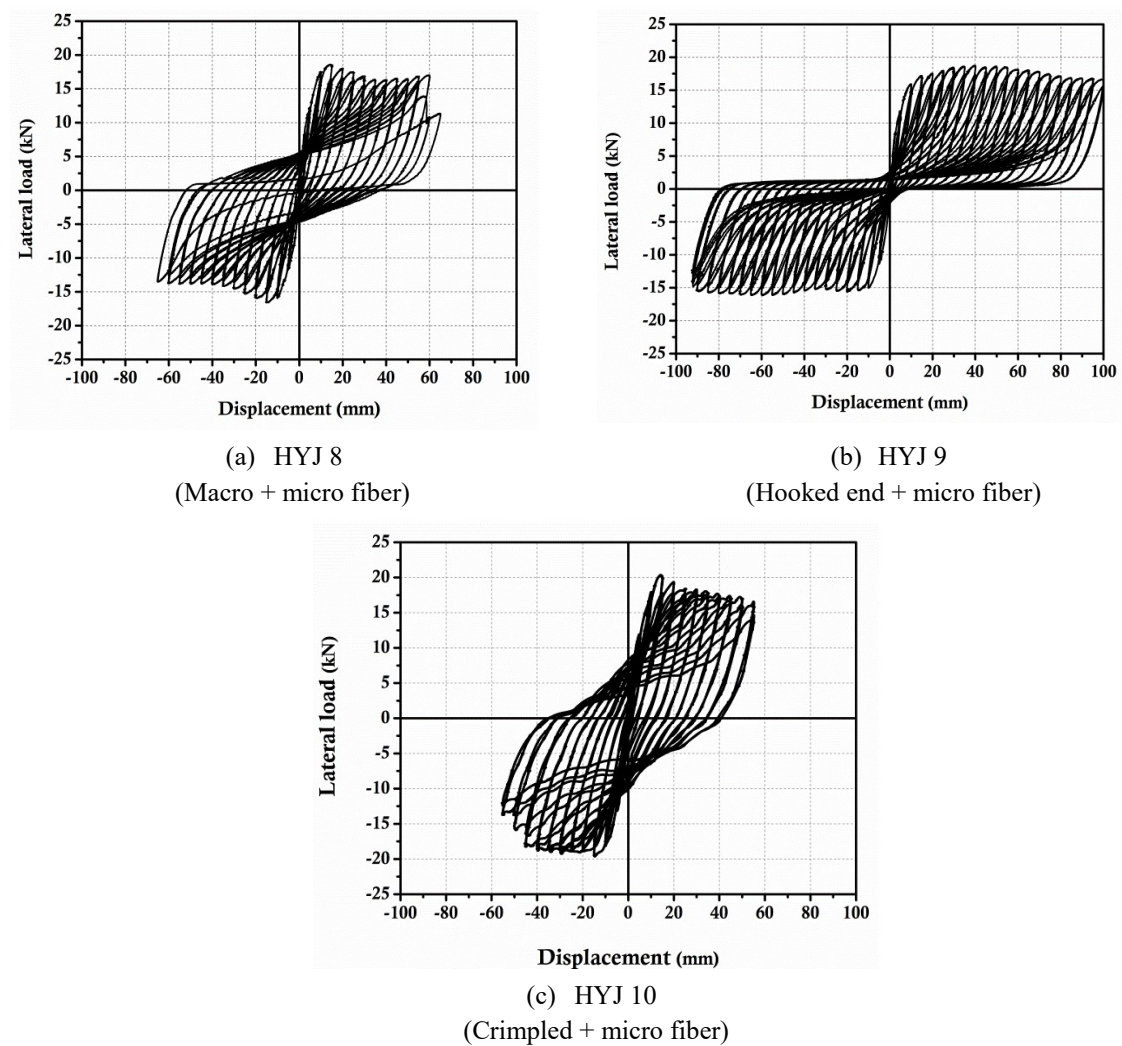 25
20
15
10
5
0
-5
-10
-15
-20
-25
Lateral load (kN)
-100 -80 -60 -40 -20 0 20 40 60 80 100
Displacement (mm)
(a) HYJ 8
(Macro + micro fiber)
25
20
15
10
5
0
-5
-10
-15
-20
-25
Lateral load (kN)
-100 -80 -60 -40 -20 0 20 40 60 80 100
Displacement (mm)
(b) HYJ 9
(Hooked end + micro fiber)
25
20
15
10
5
0
-5
-10
-15
-20
-25
Lateral load (kN)
-100 -80 -60 -40 -20 0 20 40 60 80 100
Displacement (mm)
(c) HYJ 10
(Crimpled + micro fiber)